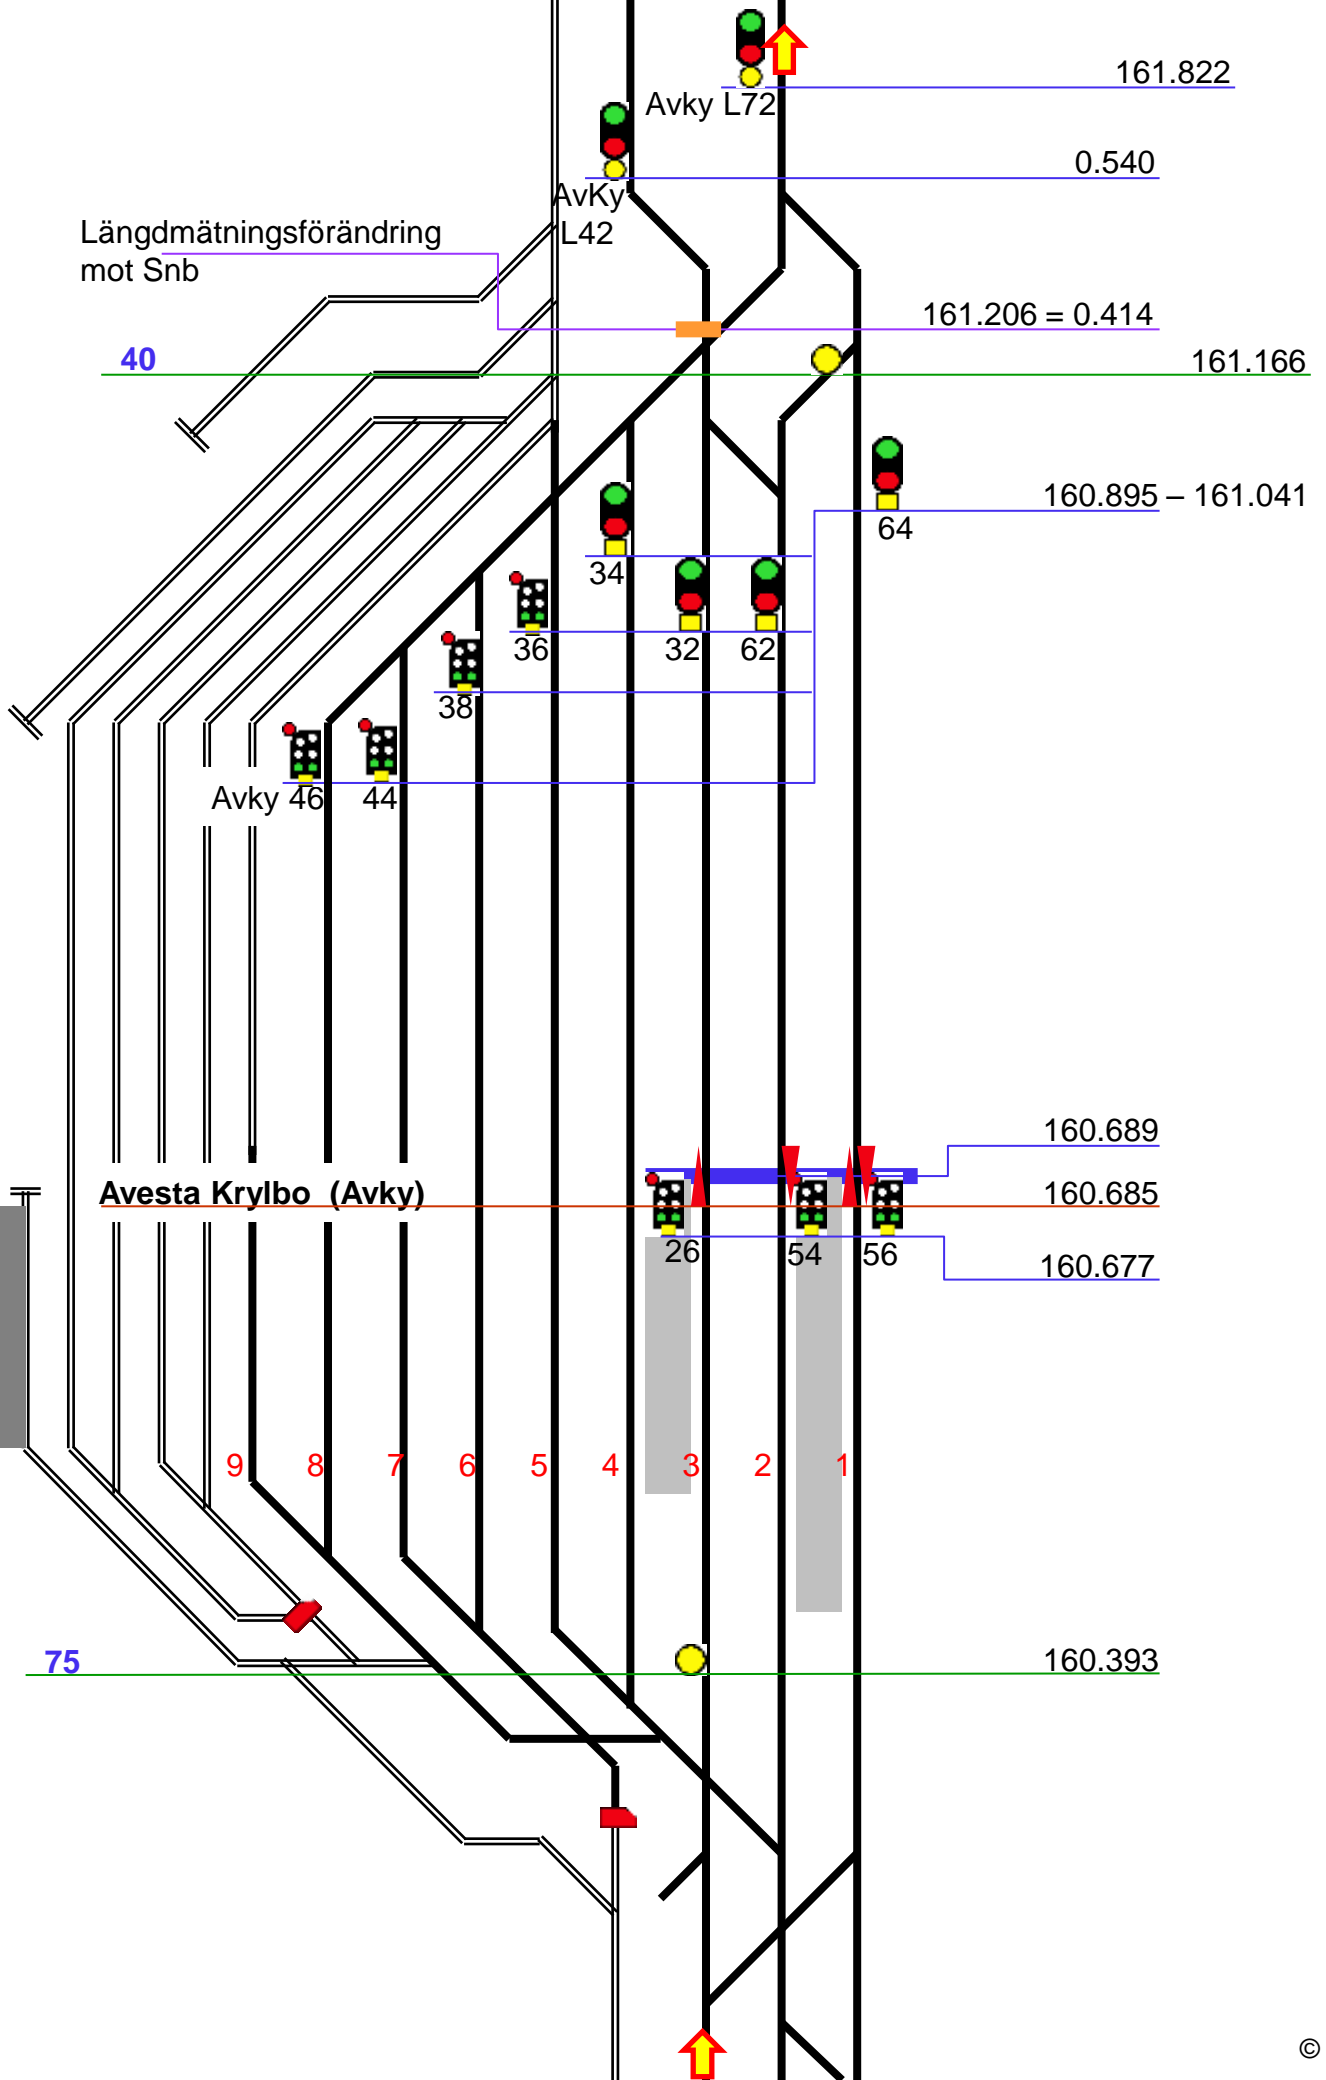 161.822
Avky L72
0.540
AvKy
L42
Längdmätningsförändring
mot Snb
161.206 = 0.414
40
161.166
160.895 – 161.041
64
34
36
32
62
38
Avky 46
44
160.689
Avesta Krylbo (Avky)
160.685
26
54
56
160.677
9 8 7 6 5 4 3 2 1
75
160.393
©